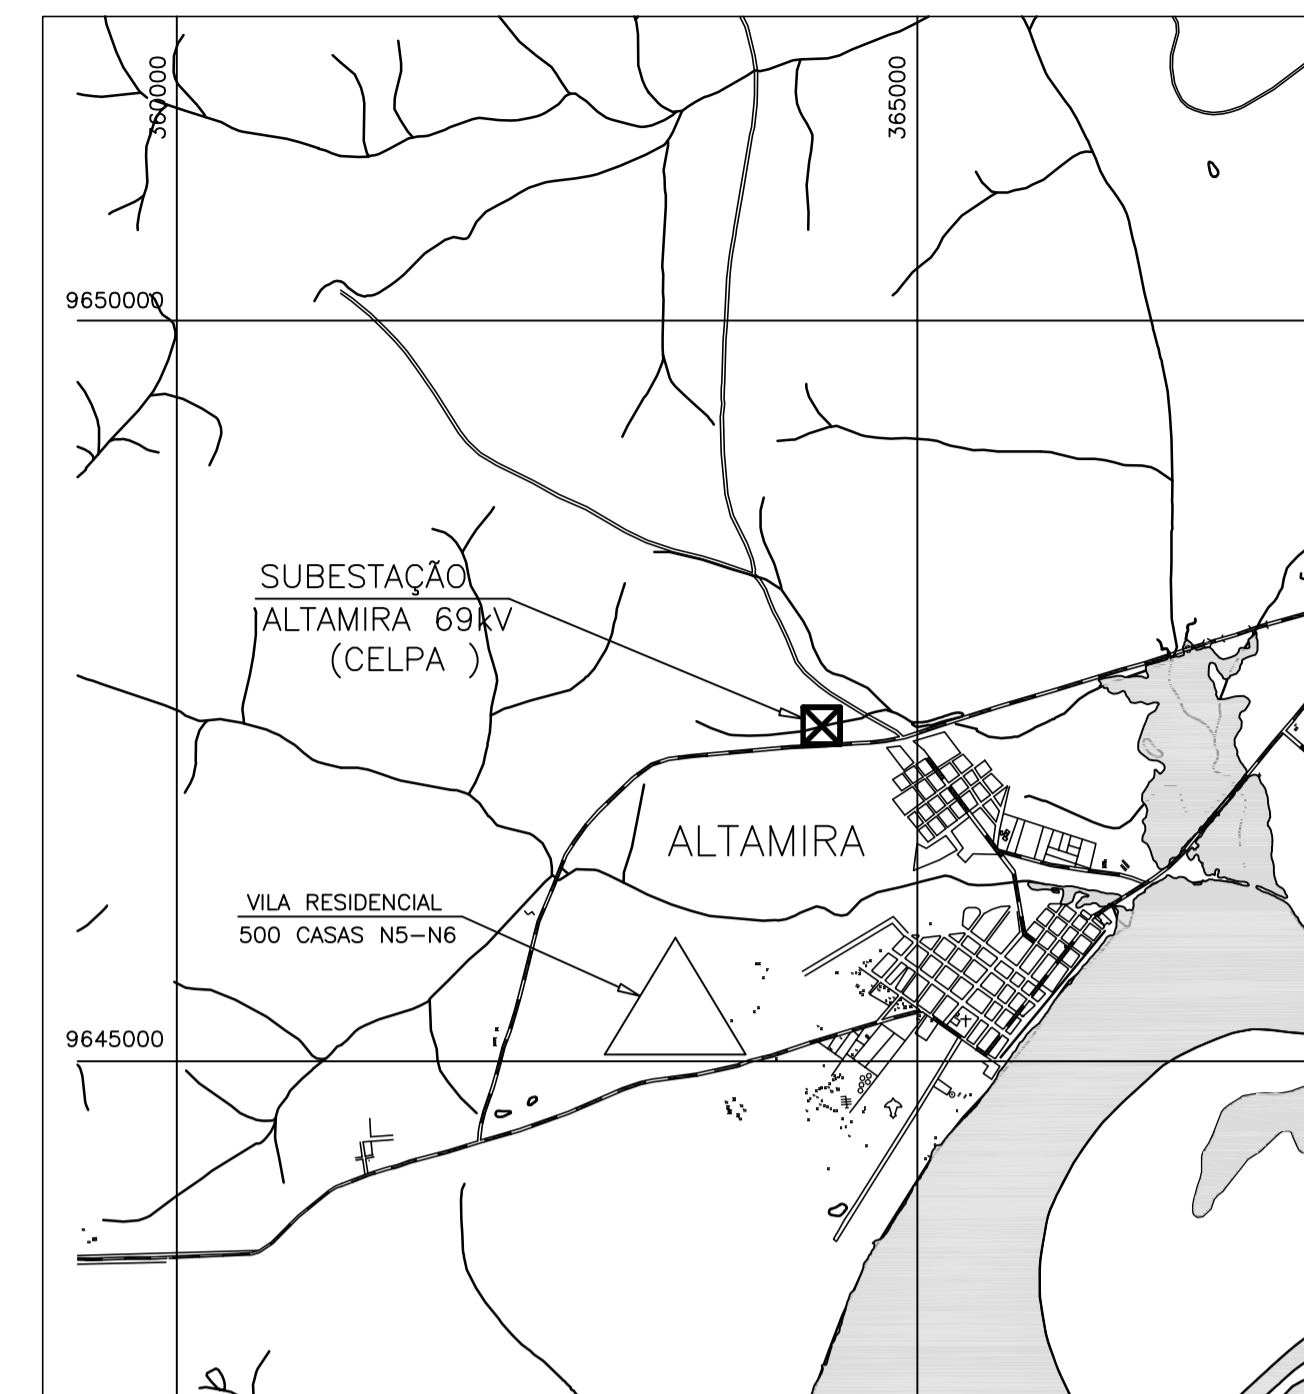 360000
365000
9650000
SUBESTAÇÃO
ALTAMIRA 69kV
(CELPA )
ALTAMIRA
VILA RESIDENCIAL
500 CASAS N5-N6
9645000